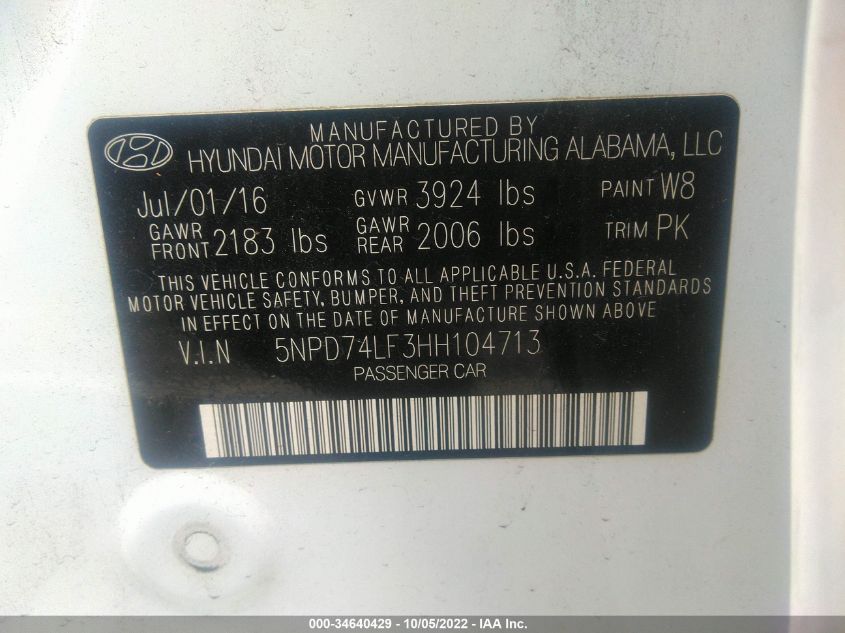 MANUFACTURED BY
HYUNDAI MOTOR MANUFACTURING ALABAMA, LLC
Jul/01/16 GVWR 3924 lbs PAINT W8
GAWR FRONT 2183 lbs GAWR REAR 2006 lbs TRIM PK
THIS VEHICLE CONFORMS TO ALL APPLICABLE U.S.A. FEDERAL
MOTOR VEHICLE SAFETY, BUMPER, AND THEFT PREVENTION STANDARDS
IN EFFECT ON THE DATE OF MANUFACTURE SHOWN ABOVE
V.I.N 5NPD74LF3HH104713
PASSENGER CAR
000-34640429 - 10/05/2022 - IAA Inc.